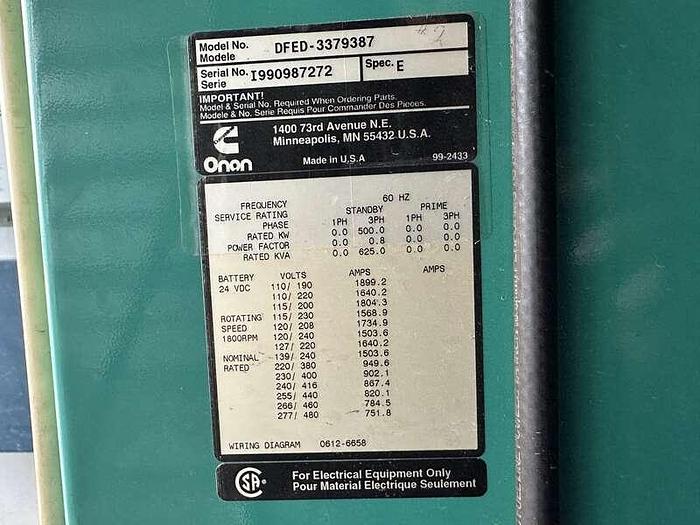 Model No. DFED-3379387
Modele
Serial No. I990987272 Spec. E
Serie
IMPORTANT!
Model & Serial No. Required When Ordering Parts.
Modele & No. Serie Requis Pour Commander Des Pieces.
1400 73rd Avenue N.E.
Minneapolis, MN 55432 U.S.A.
Onan Made in U.S.A 99-2433
FREQUENCY 60 HZ
SERVICE RATING STANDBY PRIME
PHASE 1PH 3PH 1PH 3PH
RATED KW 0.0 500.0 0.0 0.0
POWER FACTOR 0.0 0.8 0.0 0.0
RATED KVA 0.0 625.0 0.0 0.0
BATTERY VOLTS AMPS AMPS
24 VDC 110/ 190 1899.2
110/ 220 1640.2
115/ 200 1804.3
ROTATING 115/ 230 1568.9
SPEED 120/ 208 1734.9
1800RPM 120/ 240 1503.6
127/ 220 1640.2
NOMINAL 139/ 240 1503.6
RATED 220/ 380 949.6
230/ 400 902.1
240/ 416 867.4
255/ 440 820.1
266/ 460 784.5
277/ 480 751.8
WIRING DIAGRAM 0612-6658
For Electrical Equipment Only
Pour Materiel Electrique Seulement